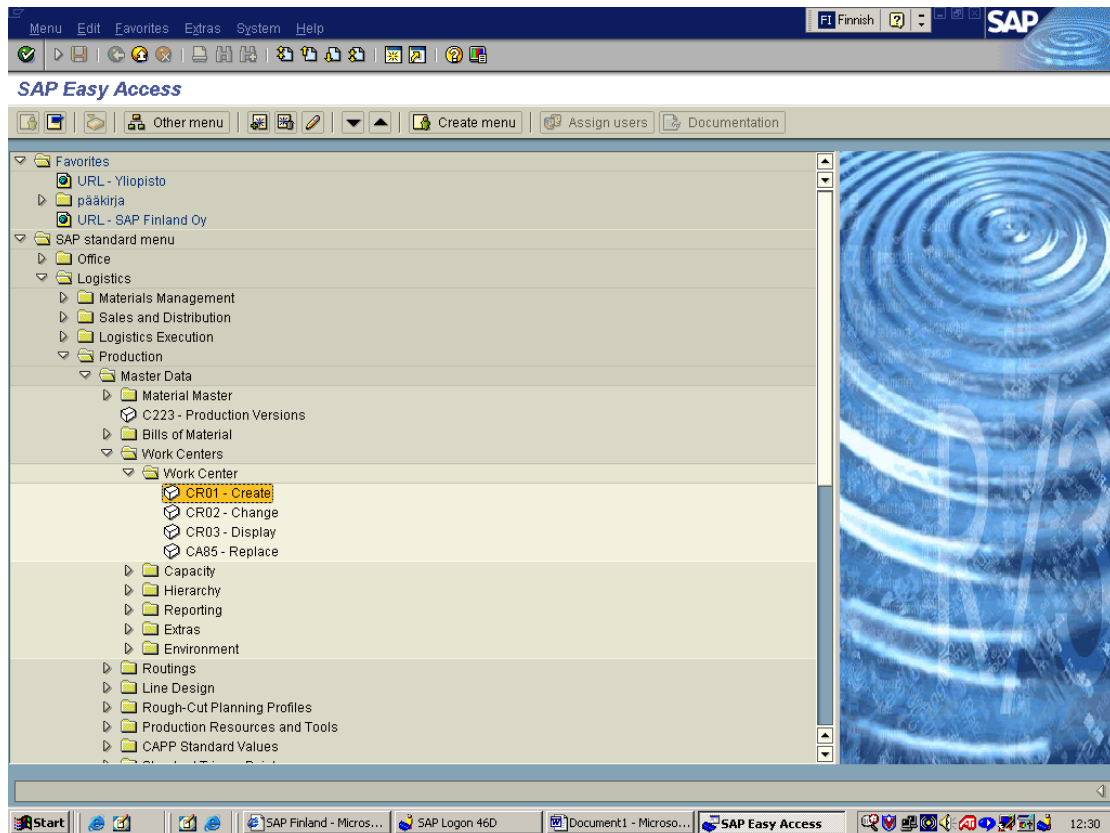 Menu Edit Favorites Extras System Help
FI Finnish
SAP
SAP Easy Access
Other menu Create menu Assign users Documentation
Favorites
URL - Yliopisto
pääkirja
URL - SAP Finland Oy
SAP standard menu
Office
Logistics
Materials Management
Sales and Distribution
Logistics Execution
Production
Master Data
Material Master
C223 - Production Versions
Bills of Material
Work Centers
Work Center
CR01 - Create
CR02 - Change
CR03 - Display
CA85 - Replace
Capacity
Hierarchy
Reporting
Extras
Environment
Routings
Line Design
Rough-Cut Planning Profiles
Production Resources and Tools
CAPP Standard Values
R/3
Start SAP Finland - Micros... SAP Logon 46D Document1 - Microso... SAP Easy Access 12:30